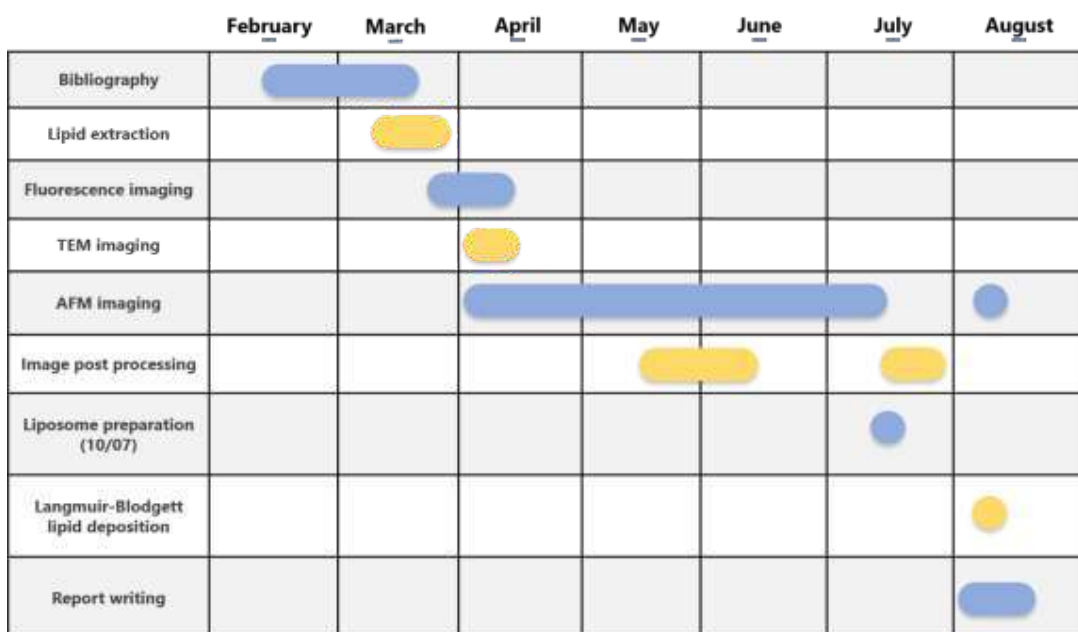 February March April May June July August
Bibliography
Lipid extraction
Fluorescence imaging
TEM imaging
AFM imaging
Image post processing
Liposome preparation
(10/07)
Langmuir-Blodgett
lipid deposition
Report writing